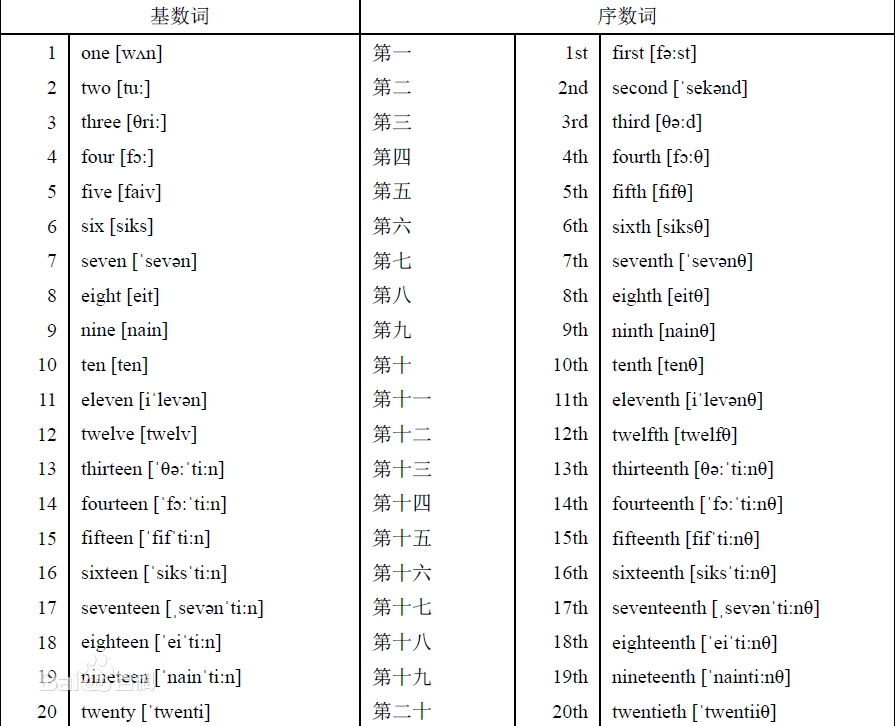 基数词 序数词
1 one [wʌn] 第一 1st first [fə:st]
2 two [tu:] 第二 2nd second [ˈsekənd]
3 three [θri:] 第三 3rd third [θə:d]
4 four [fɔ:] 第四 4th fourth [fɔ:θ]
5 five [faiv] 第五 5th fifth [fifθ]
6 six [siks] 第六 6th sixth [siksθ]
7 seven [ˈsevən] 第七 7th seventh [ˈsevənθ]
8 eight [eit] 第八 8th eighth [eitθ]
9 nine [nain] 第九 9th ninth [nainθ]
10 ten [ten] 第十 10th tenth [tenθ]
11 eleven [iˈlevən] 第十一 11th eleventh [iˈlevənθ]
12 twelve [twelv] 第十二 12th twelfth [twelfθ]
13 thirteen [ˈθə:ˈti:n] 第十三 13th thirteenth [θə:ˈti:nθ]
14 fourteen [ˈfɔ:ˈti:n] 第十四 14th fourteenth [ˈfɔ:ˈti:nθ]
15 fifteen [ˈfifˈti:n] 第十五 15th fifteenth [fifˈti:nθ]
16 sixteen [ˈsiksˈti:n] 第十六 16th sixteenth [siksˈti:nθ]
17 seventeen [ˌsevənˈti:n] 第十七 17th seventeenth [ˌsevənˈti:nθ]
18 eighteen [ˈeiˈti:n] 第十八 18th eighteenth [ˈeiˈti:nθ]
19 nineteen [ˈnainˈti:n] 第十九 19th nineteenth [ˈnainti:nθ]
20 twenty [ˈtwenti] 第二十 20th twentieth [ˈtwentiiθ]
Bai 百科